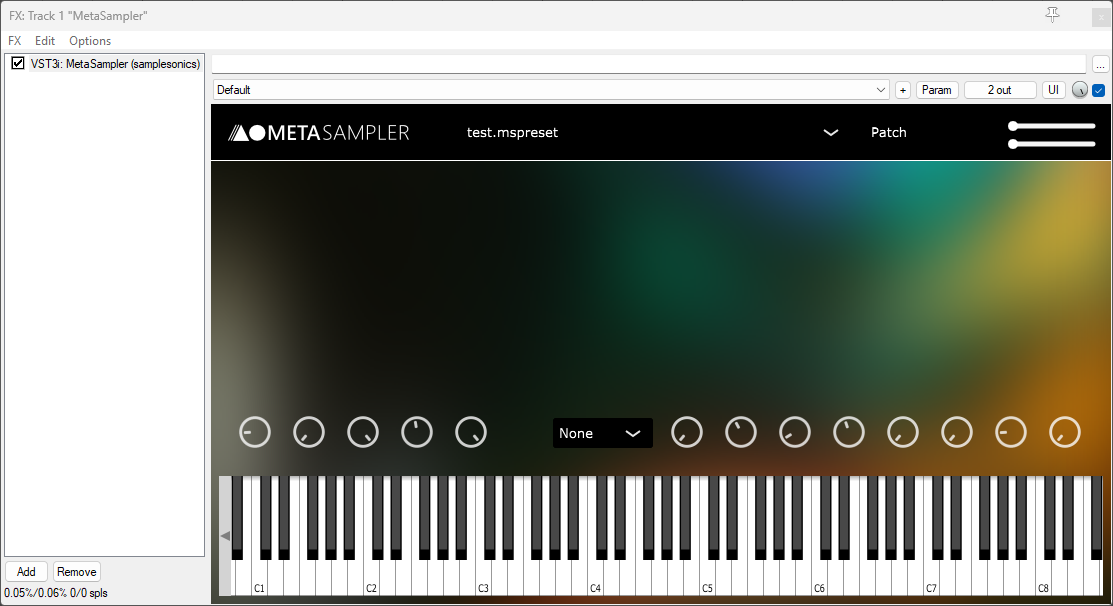 FX: Track 1 "MetaSampler"
FX Edit Options
VST3i: MetaSampler (samplesonics)
...
Default + Param 2 out UI
METASAMPLER test.mspreset Patch
None
C1 C2 C3 C4 C5 C6 C7 C8
Add Remove
0.05%/0.06% 0/0 spls